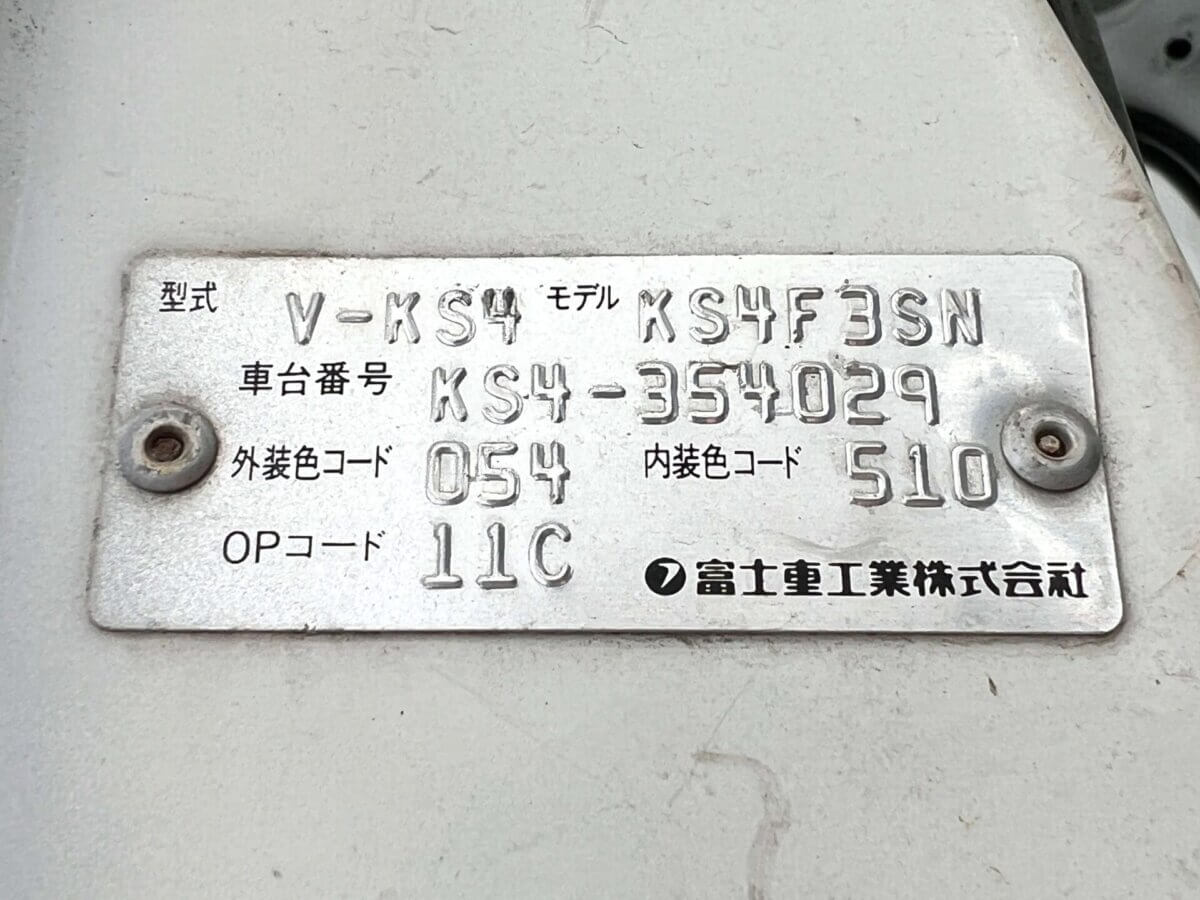 型式 V-KS4 モデル KS4F3SN
車台番号 KS4-354029
外装色コード 054 内装色コード 510
OPコード 11C フ富士重工業株式会社